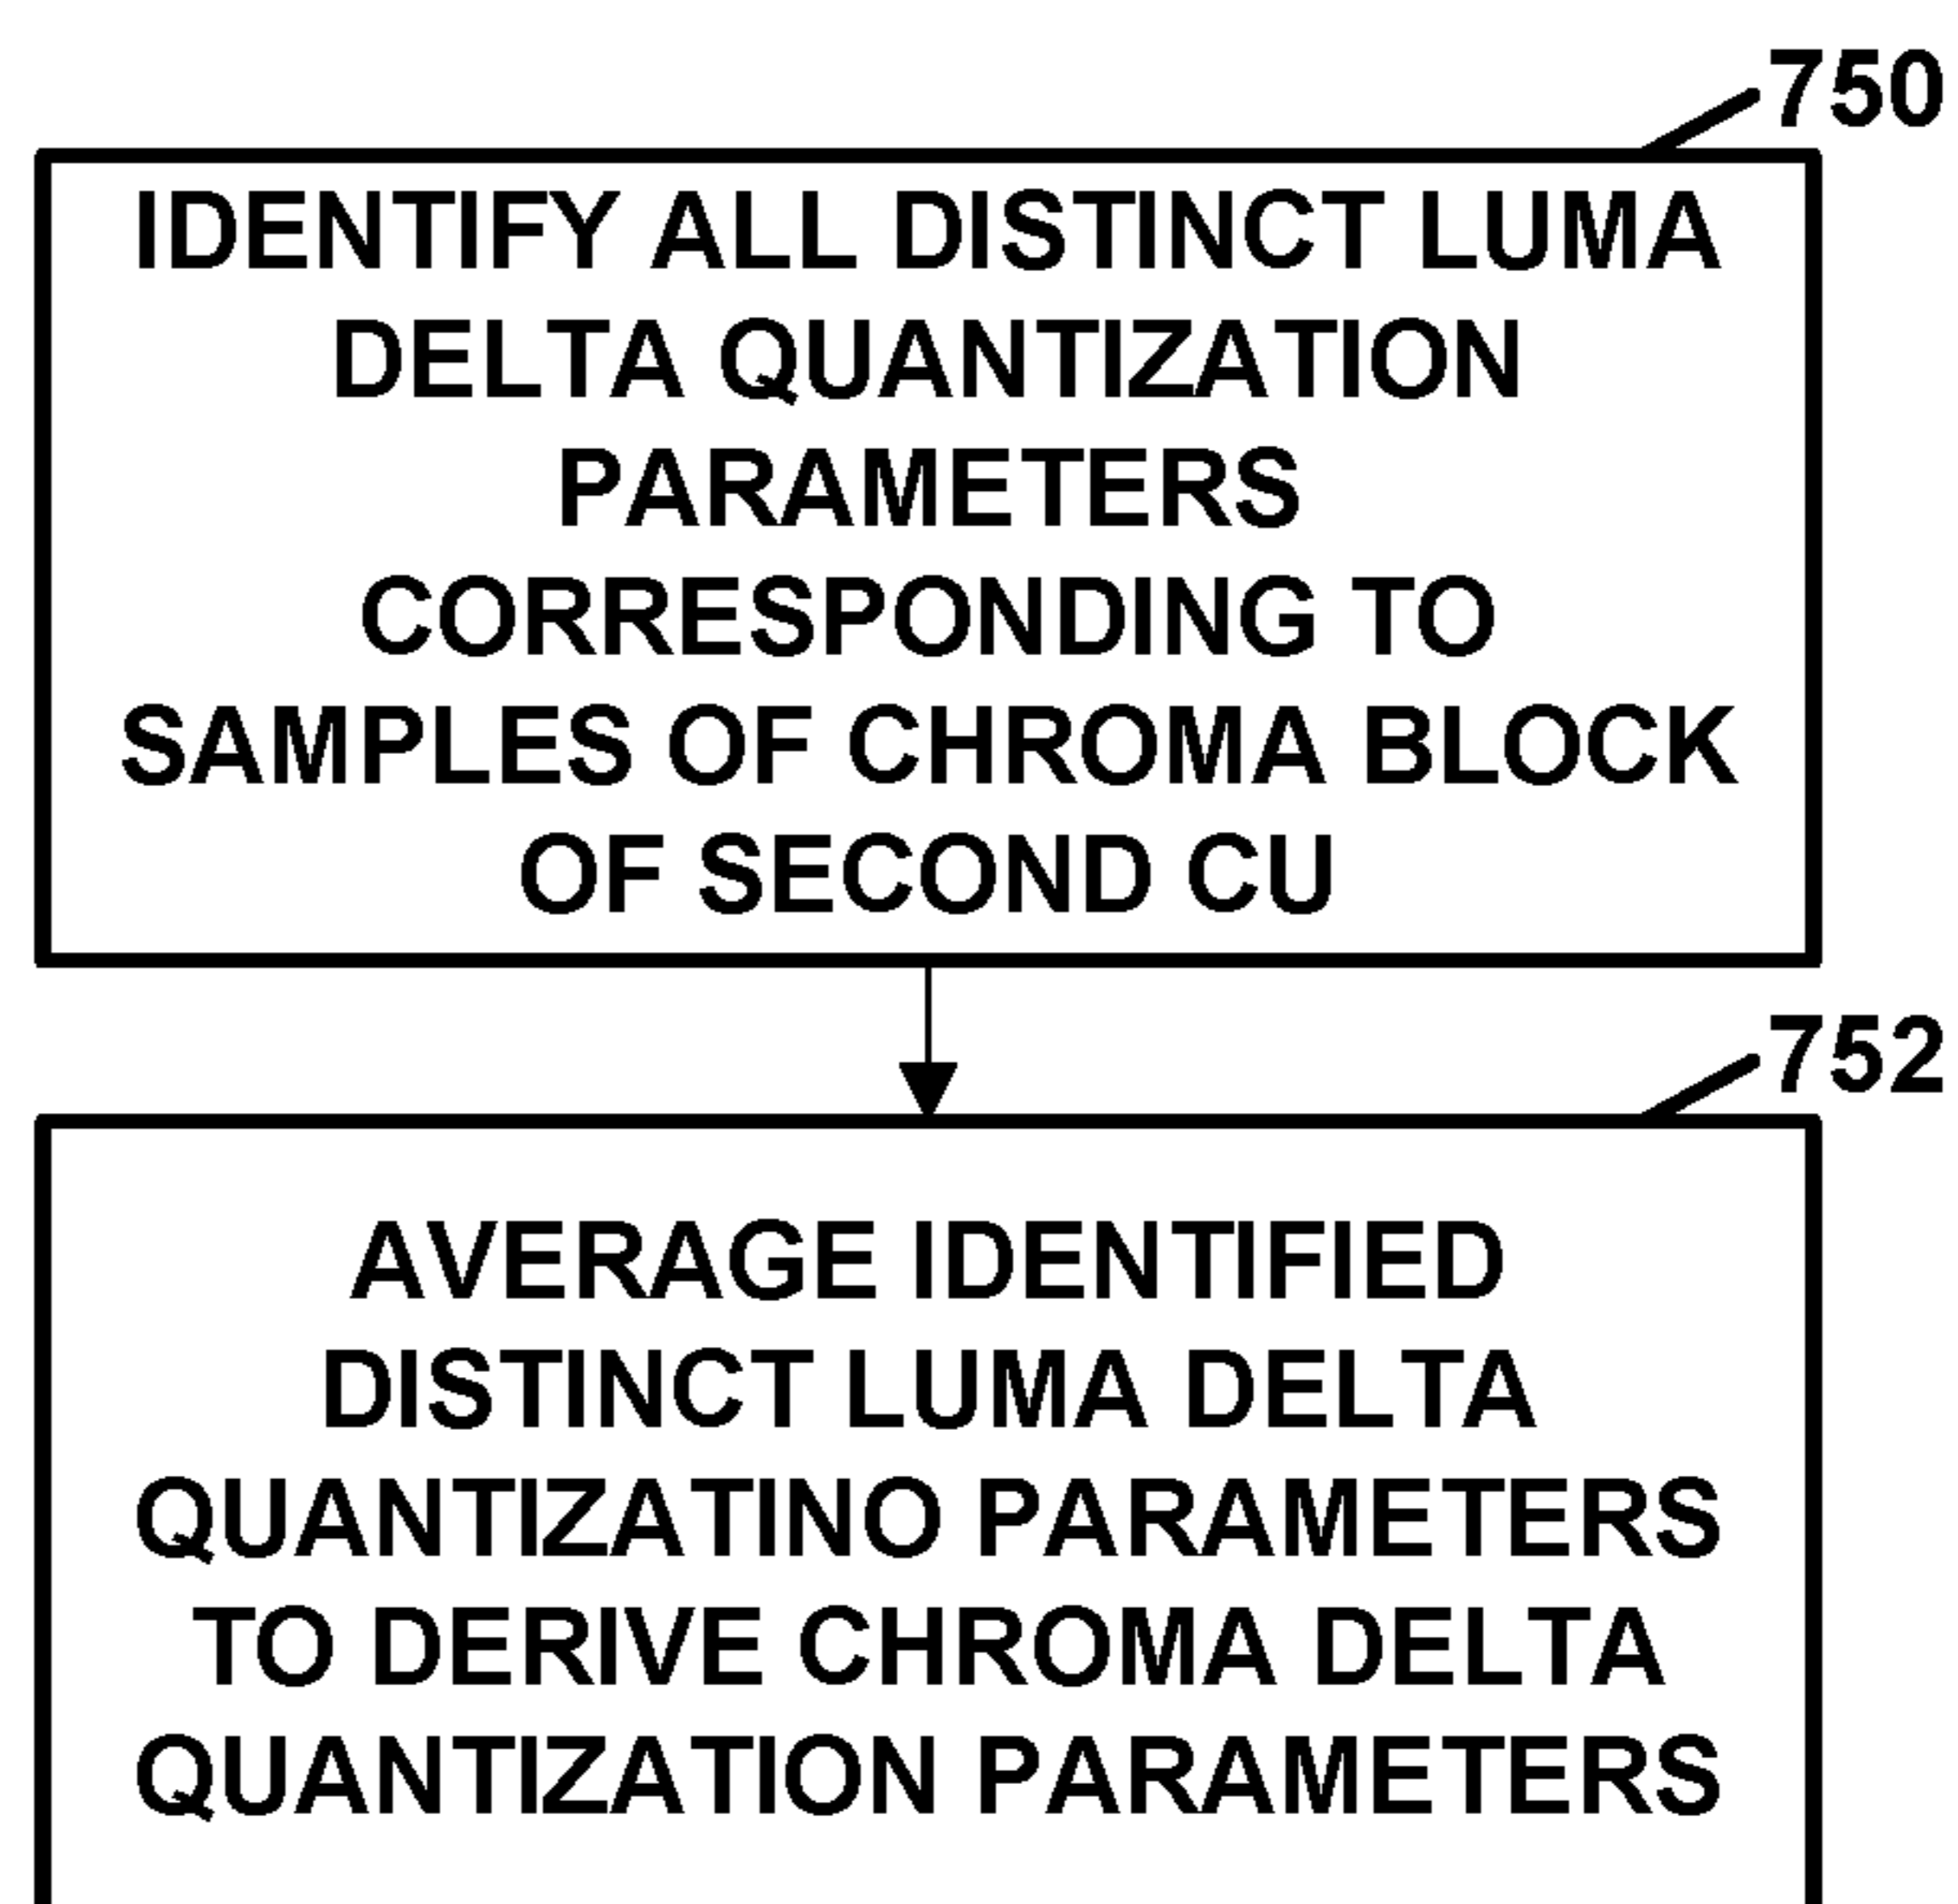 750
IDENTIFY ALL DISTINCT LUMA
DELTA QUANTIZATION
PARAMETERS
CORRESPONDING TO
SAMPLES OF CHROMA BLOCK
OF SECOND CU
752
AVERAGE IDENTIFIED
DISTINCT LUMA DELTA
QUANTIZATINO PARAMETERS
TO DERIVE CHROMA DELTA
QUANTIZATION PARAMETERS